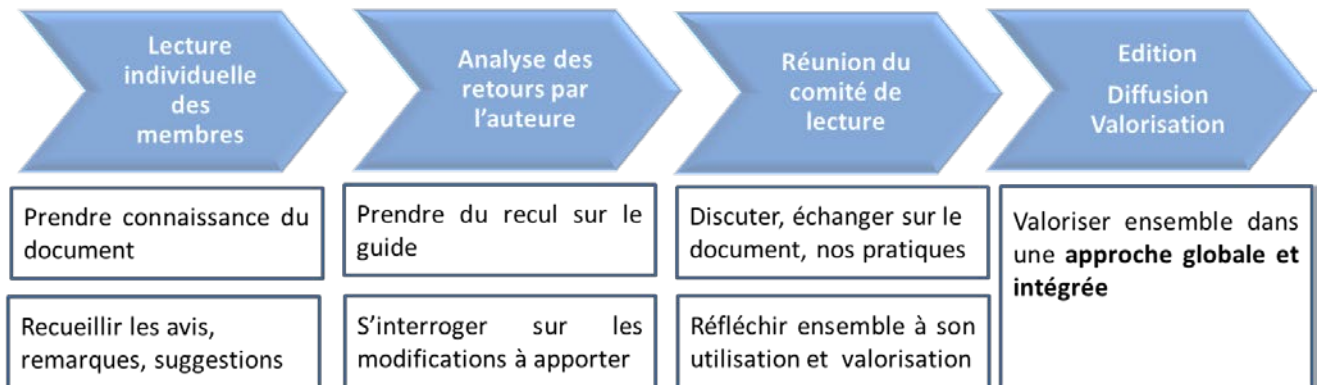 Lecture
individuelle
des
membres
Analyse des
retours par
l’auteure
Réunion du
comité de
lecture
Edition
Diffusion
Valorisation
Prendre connaissance du
document
Prendre du recul sur le
guide
Discuter, échanger sur le
document, nos pratiques
Valoriser ensemble dans
une approche globale et
intégrée
Recueillir les avis,
remarques, suggestions
S’interroger sur les
modifications à apporter
Réfléchir ensemble à son
utilisation et valorisation